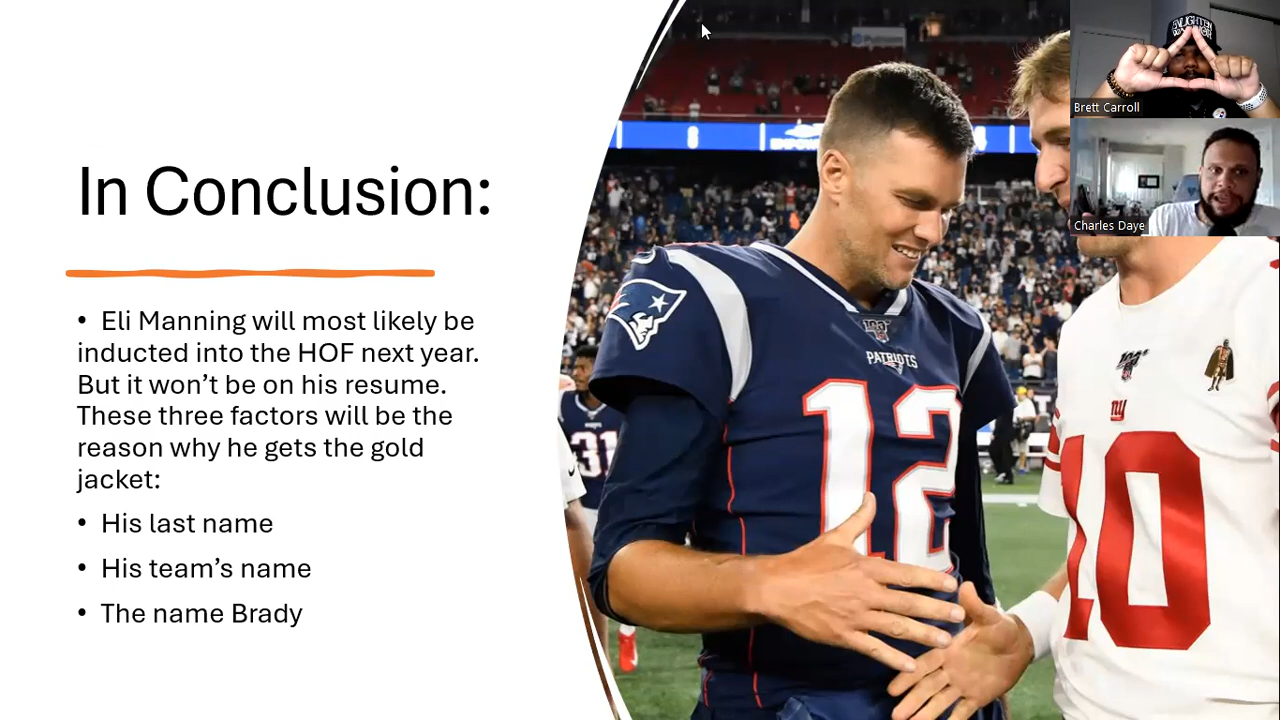 In Conclusion:
• Eli Manning will most likely be
inducted into the HOF next year.
But it won’t be on his resume.
These three factors will be the
reason why he gets the gold
jacket:
• His last name
• His team’s name
• The name Brady
Brett Carroll
Charles Daye
PATRIOTS
12
31
ny
10